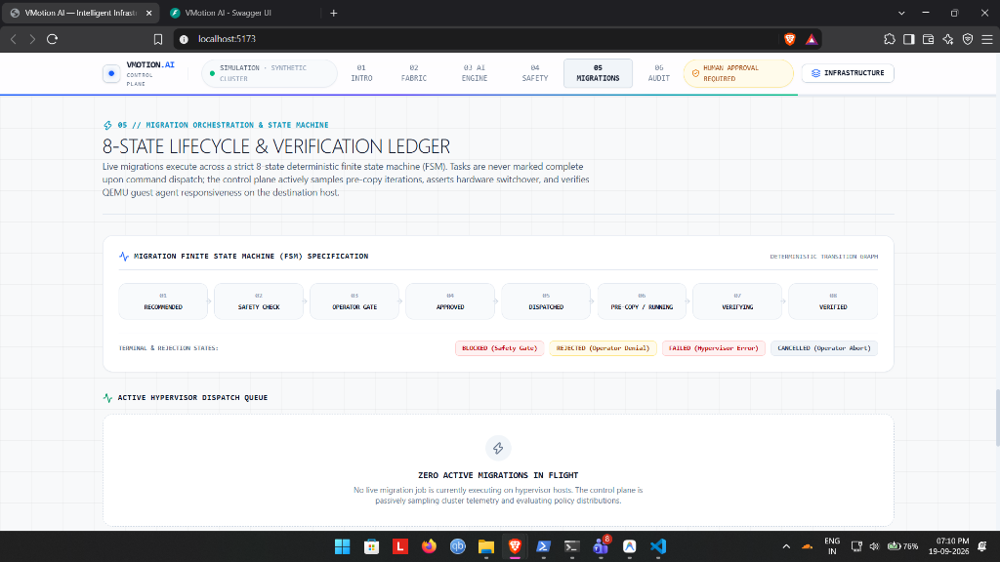 VMotion AI — Intelligent Infrast
VMotion AI - Swagger UI
localhost:5173
VMOTION.AI
CONTROL
PLANE
SIMULATION · SYNTHETIC
CLUSTER
01
INTRO
02
FABRIC
03 AI
ENGINE
04
SAFETY
05
MIGRATIONS
06
AUDIT
HUMAN APPROVAL
REQUIRED
INFRASTRUCTURE
05 // MIGRATION ORCHESTRATION & STATE MACHINE
8-STATE LIFECYCLE & VERIFICATION LEDGER
Live migrations execute across a strict 8-state deterministic finite state machine (FSM). Tasks are never marked complete
upon command dispatch; the control plane actively samples pre-copy iterations, asserts hardware switchover, and verifies
QEMU guest agent responsiveness on the destination host.
MIGRATION FINITE STATE MACHINE (FSM) SPECIFICATION
DETERMINISTIC TRANSITION GRAPH
01
RECOMMENDED
02
SAFETY CHECK
03
OPERATOR GATE
04
APPROVED
05
DISPATCHED
06
PRE-COPY / RUNNING
07
VERIFYING
08
VERIFIED
TERMINAL & REJECTION STATES:
BLOCKED (Safety Gate)
REJECTED (Operator Denial)
FAILED (Hypervisor Error)
CANCELLED (Operator Abort)
ACTIVE HYPERVISOR DISPATCH QUEUE
ZERO ACTIVE MIGRATIONS IN FLIGHT
No live migration job is currently executing on hypervisor hosts. The control plane is
passively sampling cluster telemetry and evaluating policy distributions.
L
qb
8
ENG
IN
76%
07:10 PM
19-09-2026